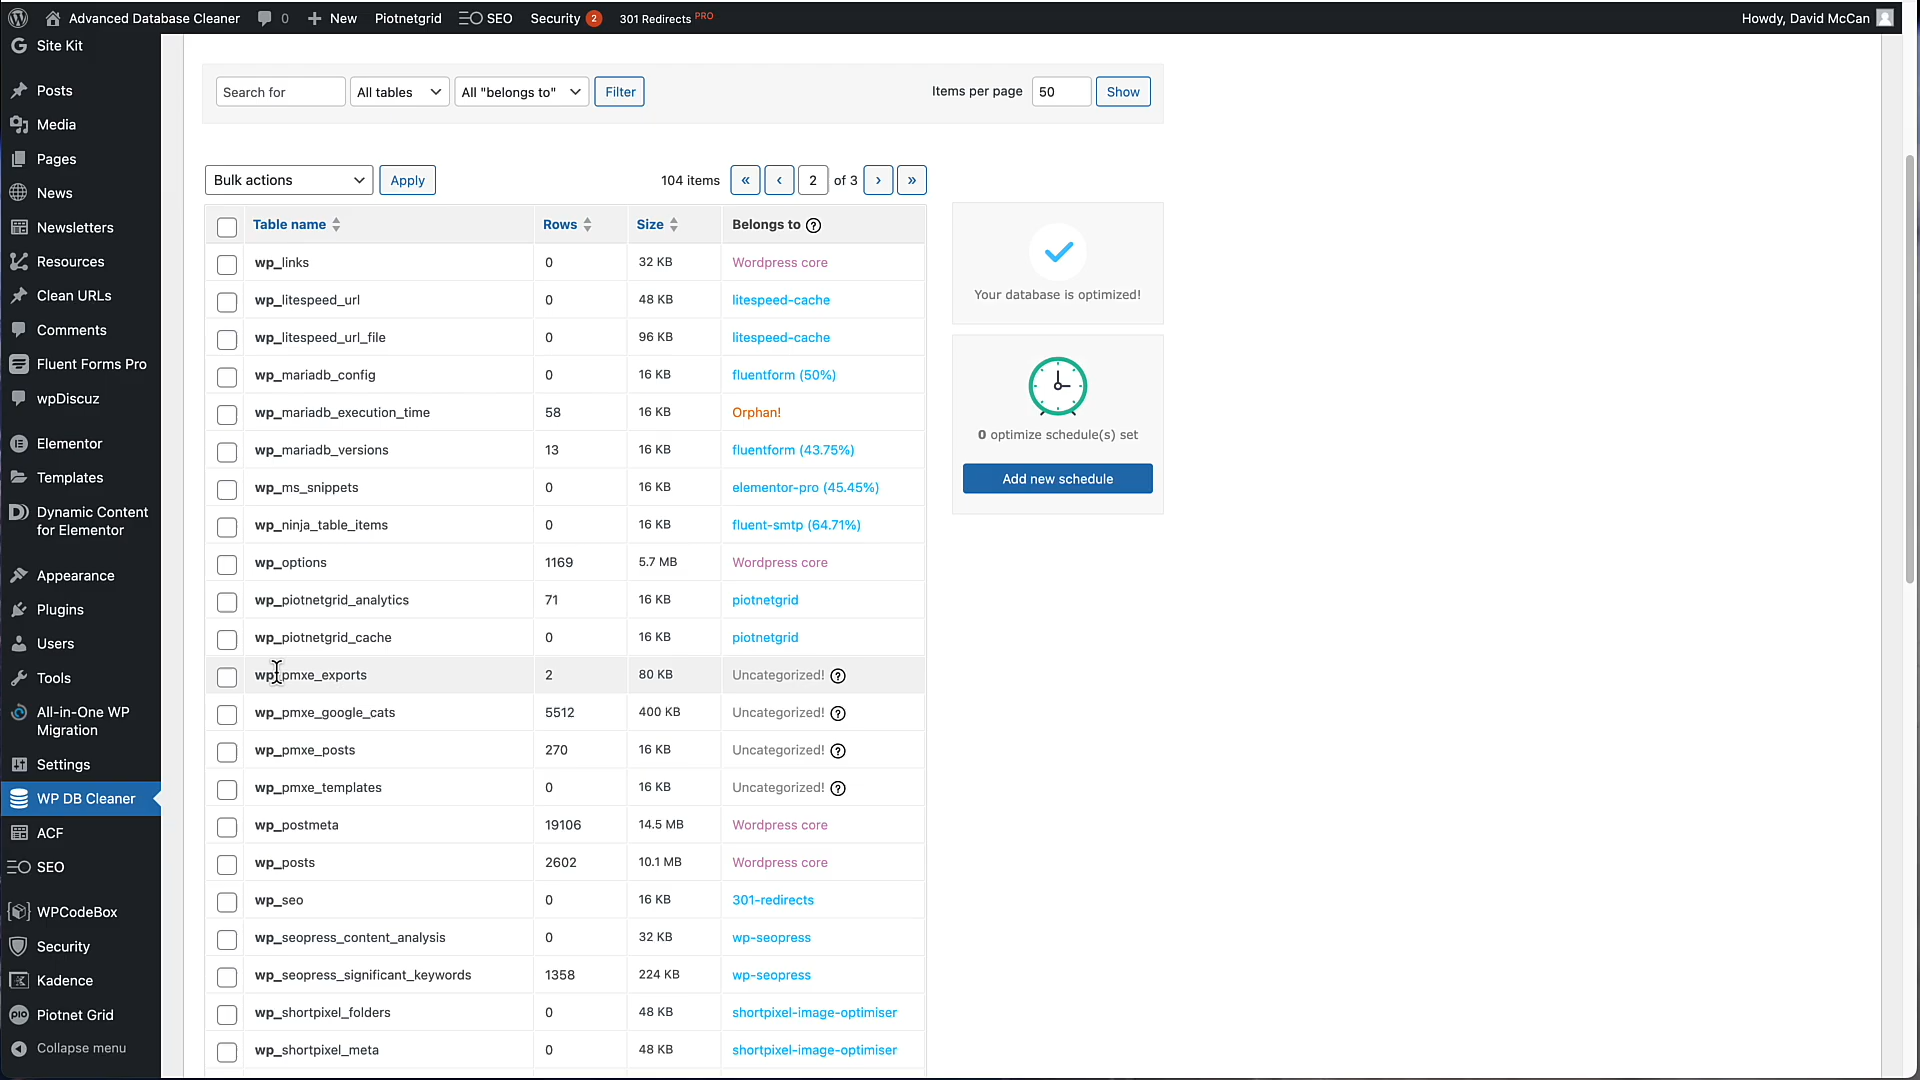 Advanced Database Cleaner 0 New Piotnetgrid SEO Security 2 301 Redirects PRO Howdy, David McCan
Site Kit
Posts
Media
Pages
News
Newsletters
Resources
Clean URLs
Comments
Fluent Forms Pro
wpDiscuz
Elementor
Templates
Dynamic Content
for Elementor
Appearance
Plugins
Users
Tools
All-in-One WP
Migration
Settings
WP DB Cleaner
ACF
SEO
WPCodeBox
Security
Kadence
Piotnet Grid
Collapse menu
Search for All tables All "belongs to" Filter Items per page 50 Show
Bulk actions Apply 104 items « ‹ 2 of 3 › »
Table name Rows Size Belongs to ?
wp_links 0 32 KB Wordpress core
wp_litespeed_url 0 48 KB litespeed-cache
wp_litespeed_url_file 0 96 KB litespeed-cache
wp_mariadb_config 0 16 KB fluentform (50%)
wp_mariadb_execution_time 58 16 KB Orphan!
wp_mariadb_versions 13 16 KB fluentform (43.75%)
wp_ms_snippets 0 16 KB elementor-pro (45.45%)
wp_ninja_table_items 0 16 KB fluent-smtp (64.71%)
wp_options 1169 5.7 MB Wordpress core
wp_piotnetgrid_analytics 71 16 KB piotnetgrid
wp_piotnetgrid_cache 0 16 KB piotnetgrid
wp_pmxe_exports 2 80 KB Uncategorized! ?
wp_pmxe_google_cats 5512 400 KB Uncategorized! ?
wp_pmxe_posts 270 16 KB Uncategorized! ?
wp_pmxe_templates 0 16 KB Uncategorized! ?
wp_postmeta 19106 14.5 MB Wordpress core
wp_posts 2602 10.1 MB Wordpress core
wp_seo 0 16 KB 301-redirects
wp_seopress_content_analysis 0 32 KB wp-seopress
wp_seopress_significant_keywords 1358 224 KB wp-seopress
wp_shortpixel_folders 0 48 KB shortpixel-image-optimiser
wp_shortpixel_meta 0 48 KB shortpixel-image-optimiser
Your database is optimized!
0 optimize schedule(s) set
Add new schedule